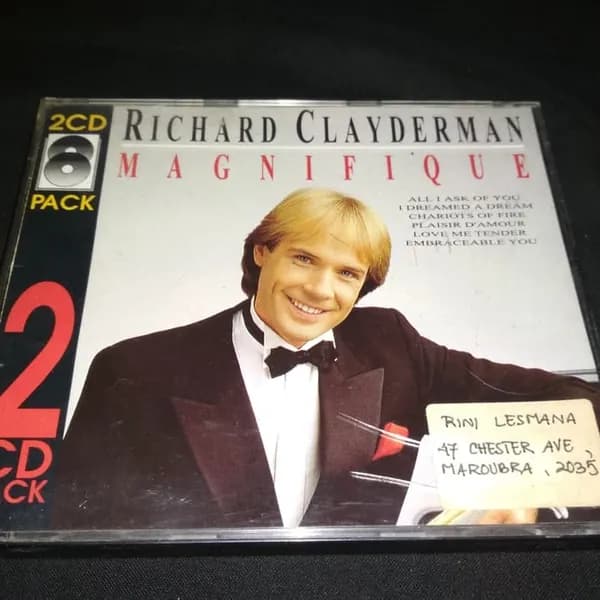 2CD
PACK
RICHARD CLAYDERMAN
MAGNIFIQUE
ALL I ASK OF YOU
I DREAMED A DREAM
CHARIOTS OF FIRE
PLAISIR D'AMOUR
LOVE ME TENDER
EMBRACEABLE YOU
2
CD
ACK
RINI LESMANA
47 CHESTER AVE,
MAROUBRA, 2035